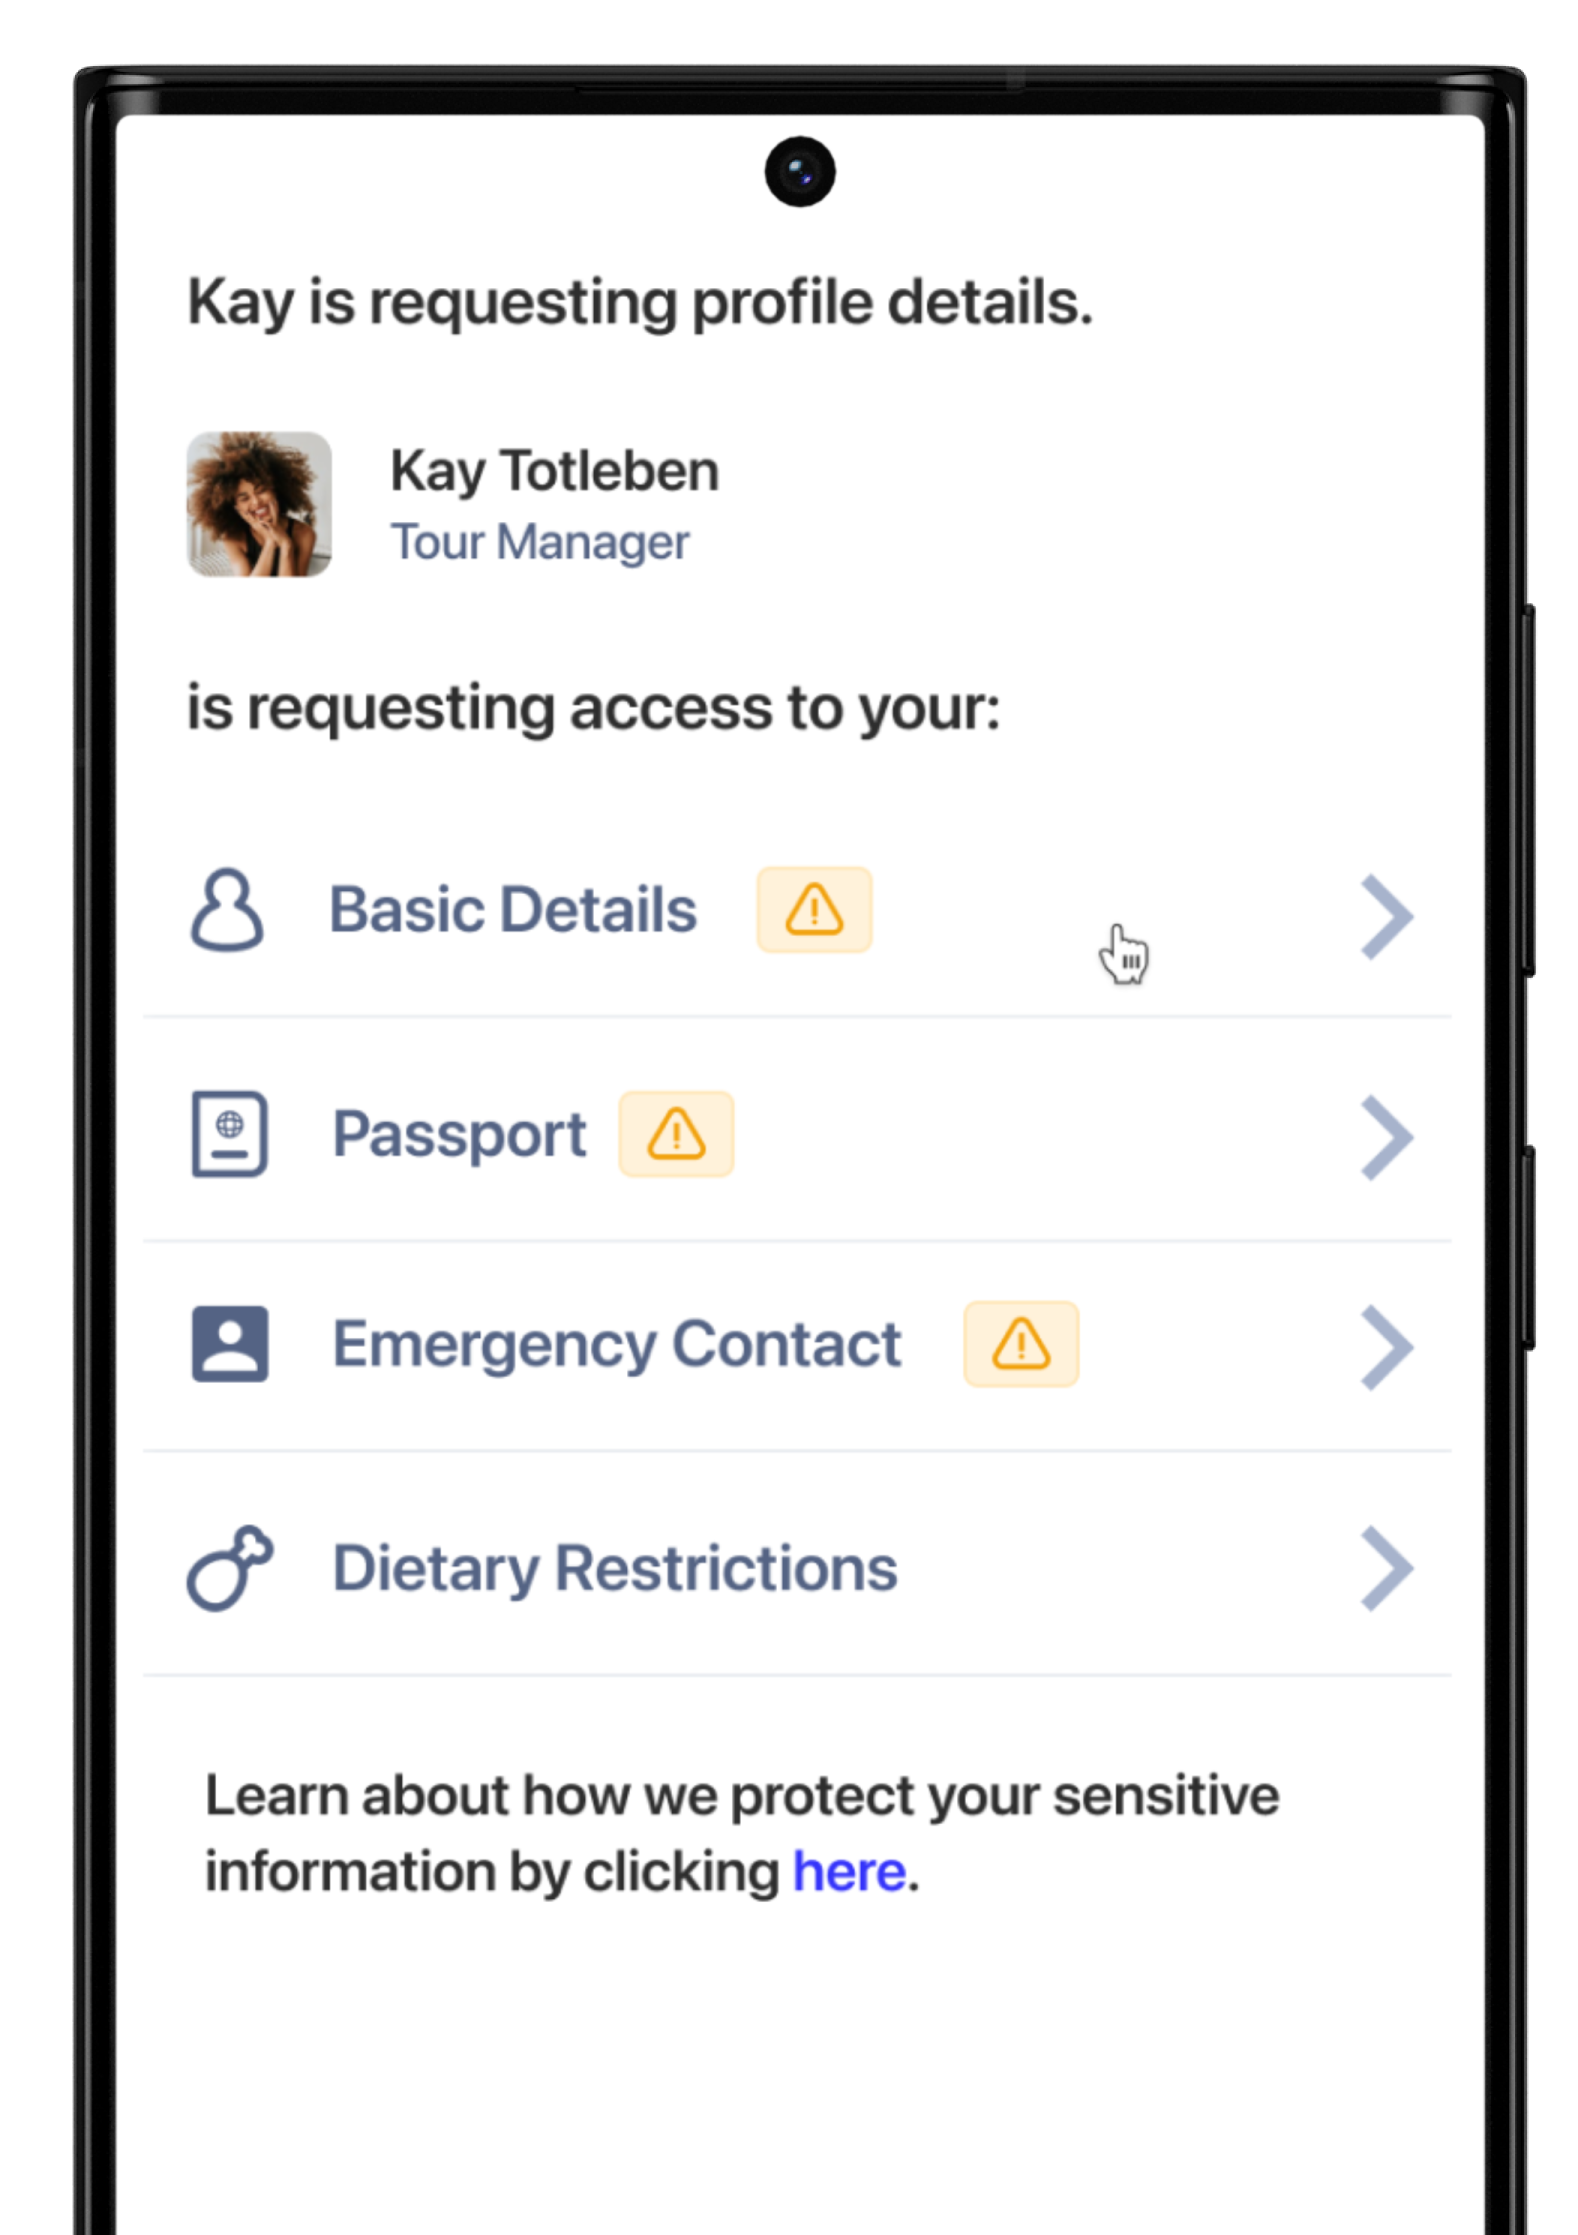 Kay is requesting profile details.
Kay Totleben
Tour Manager
is requesting access to your:
Basic Details
Passport
Emergency Contact
Dietary Restrictions
Learn about how we protect your sensitive
information by clicking here.